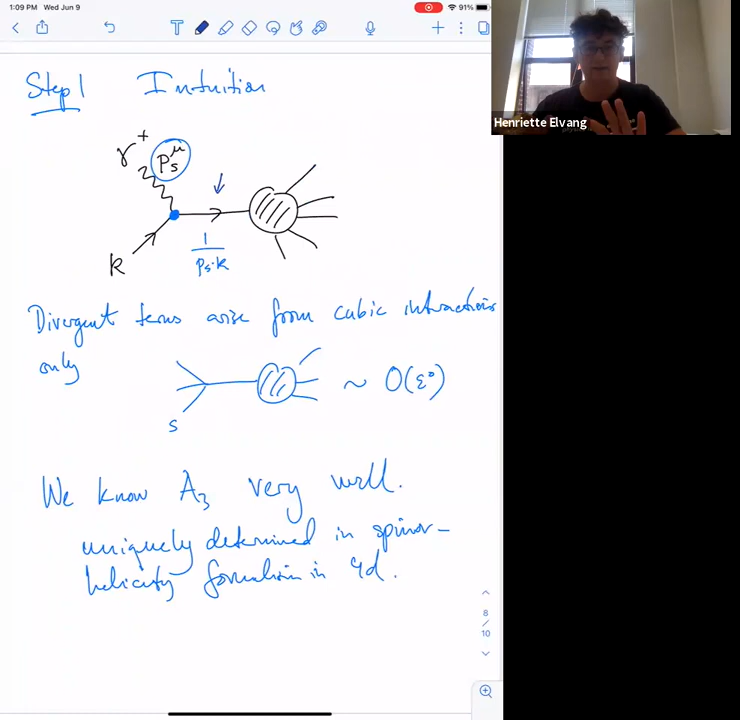 1:09 PM Wed Jun 9
91%
Henriette Elvang
Step 1 Intuition
γ+ Psμ
k
1
Ps·k
Divergent terms arise from cubic interactions
only
s
~ O(ε⁰)
We know A₃ very well.
uniquely determined in spinor-
helicity formalism in 4d.
8
/
10